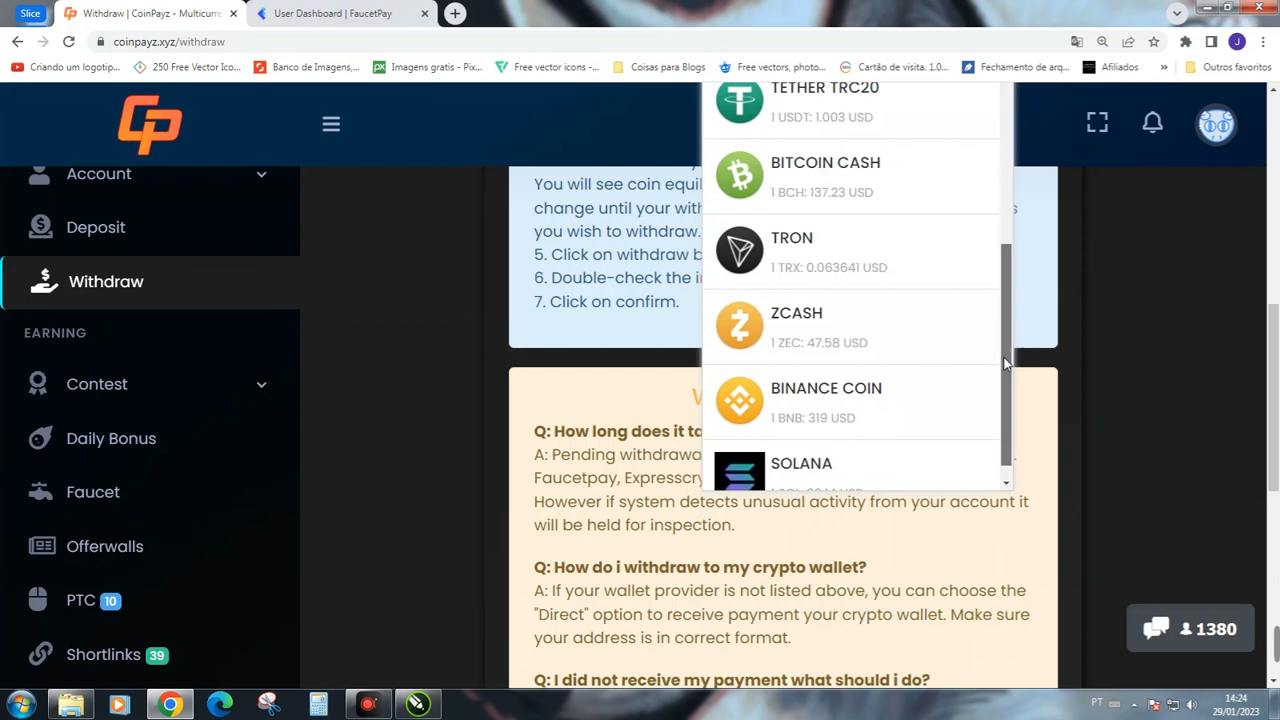 Slice
Withdraw | CoinPayz - Multicurre
User Dashboard | FaucetPay
coinpayz.xyz/withdraw
J
Criando um logotip...
250 Free Vector Ico...
Banco de Imagens,...
px
Imagens gratis - Pix...
Free vector icons -...
Coisas para Blogs
Free vectors, photo...
Cartão de visita. 1.0...
Fechamento de arq...
Afiliados
»
Outros favoritos
Account
Deposit
Withdraw
EARNING
Contest
Daily Bonus
Faucet
Offerwalls
PTC 10
Shortlinks 39
You will see coin equi
change until your with
you wish to withdraw.
5. Click on withdraw b
6. Double-check the i
7. Click on confirm.
TETHER TRC20
1 USDT: 1.003 USD
BITCOIN CASH
1 BCH: 137.23 USD
TRON
1 TRX: 0.063641 USD
ZCASH
1 ZEC: 47.58 USD
BINANCE COIN
1 BNB: 319 USD
SOLANA
Q: How long does it ta
A: Pending withdrawa
Faucetpay, Expresscry
However if system detects unusual activity from your account it
will be held for inspection.
Q: How do i withdraw to my crypto wallet?
A: If your wallet provider is not listed above, you can choose the
"Direct" option to receive payment your crypto wallet. Make sure
your address is in correct format.
Q: I did not receive my payment what should i do?
1380
PT
14:24
29/01/2023